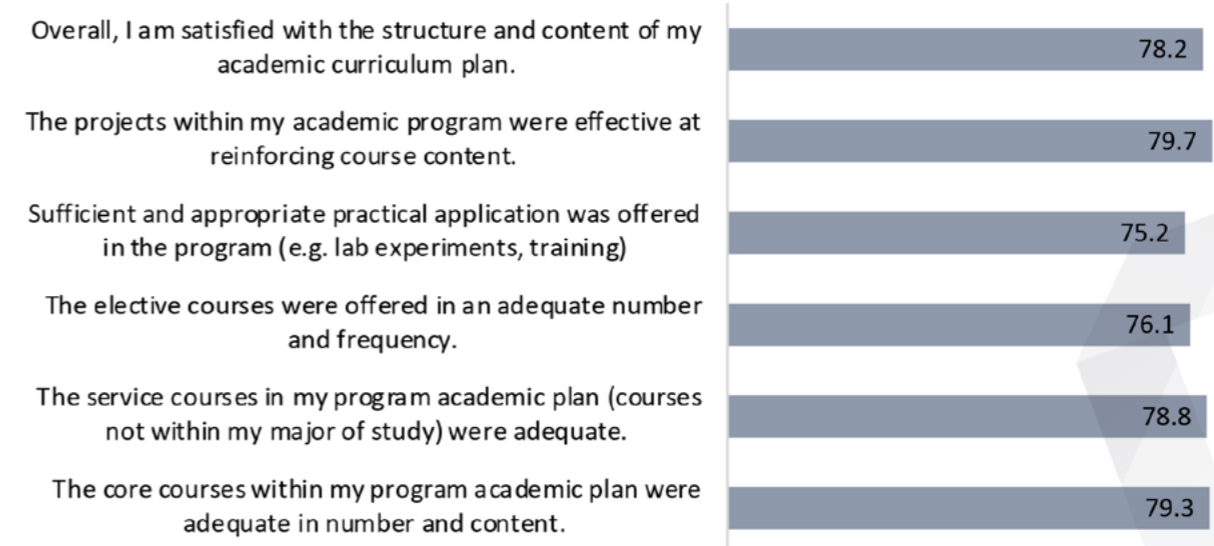 Overall, I am satisfied with the structure and content of my
academic curriculum plan.
78.2
The projects within my academic program were effective at
reinforcing course content.
79.7
Sufficient and appropriate practical application was offered
in the program (e.g. lab experiments, training)
75.2
The elective courses were offered in an adequate number
and frequency.
76.1
The service courses in my program academic plan (courses
not within my major of study) were adequate.
78.8
The core courses within my program academic plan were
adequate in number and content.
79.3